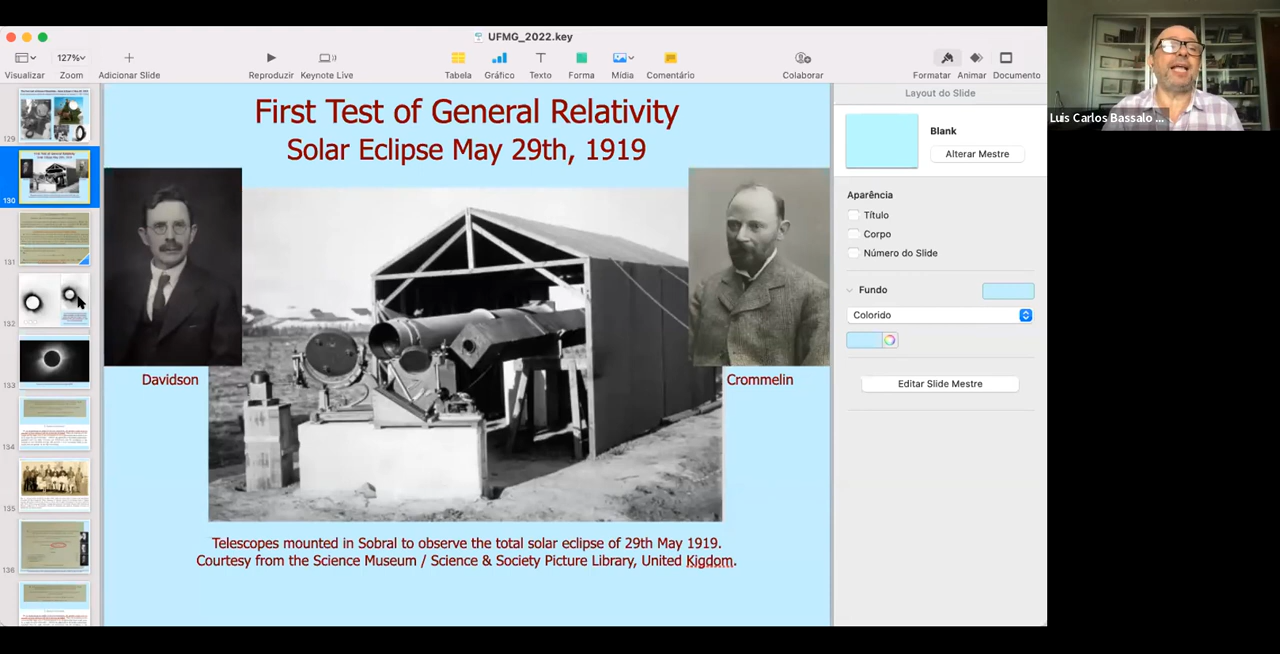 UFMG_2022.key
127%
Visualizar
Zoom
Adicionar Slide
Reproduzir
Keynote Live
Tabela
Gráfico
Texto
Forma
Mídia
Comentário
Colaborar
Formatar
Animar
Documento
129
130
131
132
133
134
135
136
First Test of General Relativity
Solar Eclipse May 29th, 1919
Davidson
Crommelin
Telescopes mounted in Sobral to observe the total solar eclipse of 29th May 1919.
Courtesy from the Science Museum / Science & Society Picture Library, United Kigdom.
Layout do Slide
Blank
Alterar Mestre
Aparência
Título
Corpo
Número do Slide
Fundo
Colorido
Editar Slide Mestre
Luis Carlos Bassalo ...